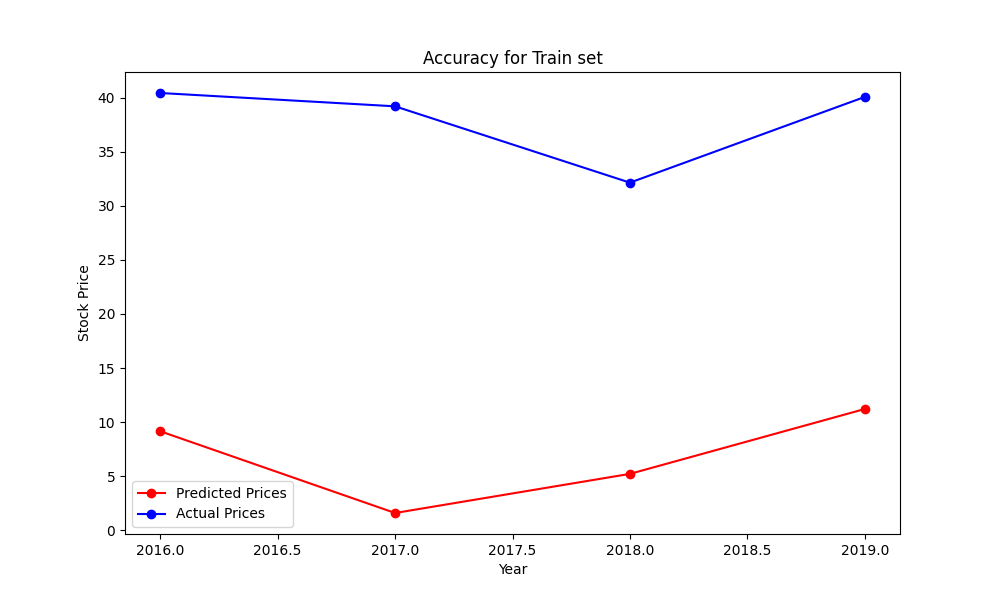 Accuracy for Train set
40
35
30
25
20
15
10
5
0
Stock Price
Predicted Prices
Actual Prices
2016.0 2016.5 2017.0 2017.5 2018.0 2018.5 2019.0
Year